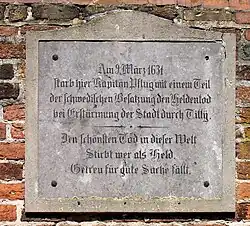 Am 9. März 1631
starb hier Kapitän Pflug mit einem Teil
der schwedischen Besatzung den Heldentod
bei Erstürmung der Stadt durch Tilly.
Den schönsten Tod in dieser Welt
Stirbt wer als Held,
Getreu für gute Sache fällt.